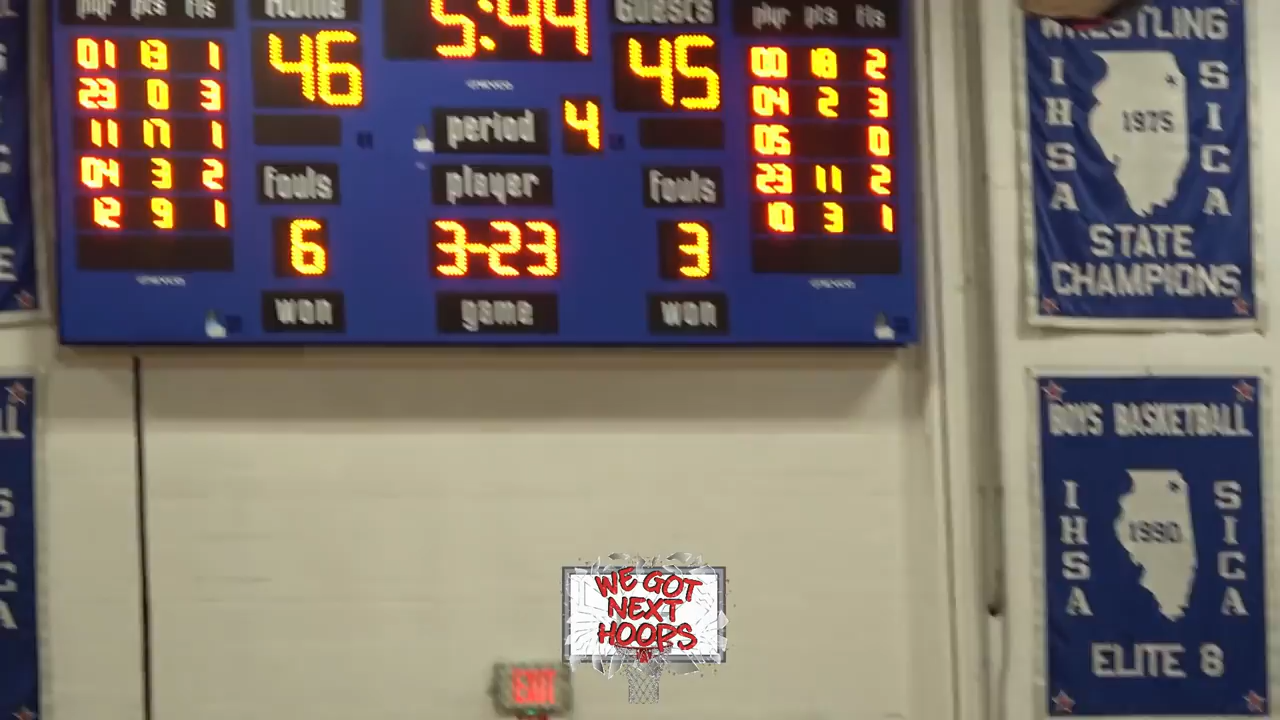 plyr pts fls
01 13 1
23 0 3
11 17 1
04 3 2
12 9 1
Home
46
fouls
6
won
5:44
period 4
player
3-23
game
Guests
45
fouls
3
won
plyr pts fls
00 18 2
04 2 3
05 0
23 11 2
10 3 1
WRESTLING
IHSA
1975
SICA
STATE
CHAMPIONS
BOYS BASKETBALL
IHSA
1990
SICA
ELITE 8
WE GOT
NEXT
HOOPS
EXIT